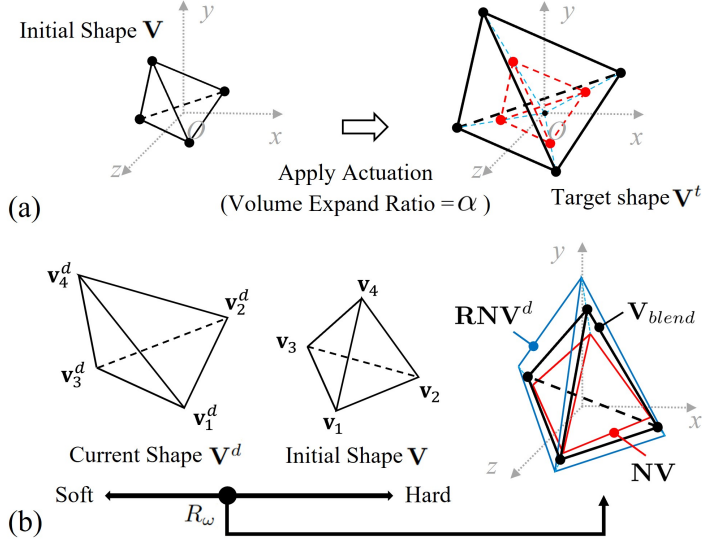 y
Initial Shape V
O
x
z
Apply Actuation
(Volume Expand Ratio = α )
y
O
x
z
Target shape V^t
(a)
v_4^d
v_2^d
v_3^d
v_1^d
Current Shape V^d
v_4
v_3
v_2
v_1
Initial Shape V
y
RNV^d
V_blend
x
z
NV
Soft
Hard
R_ω
(b)